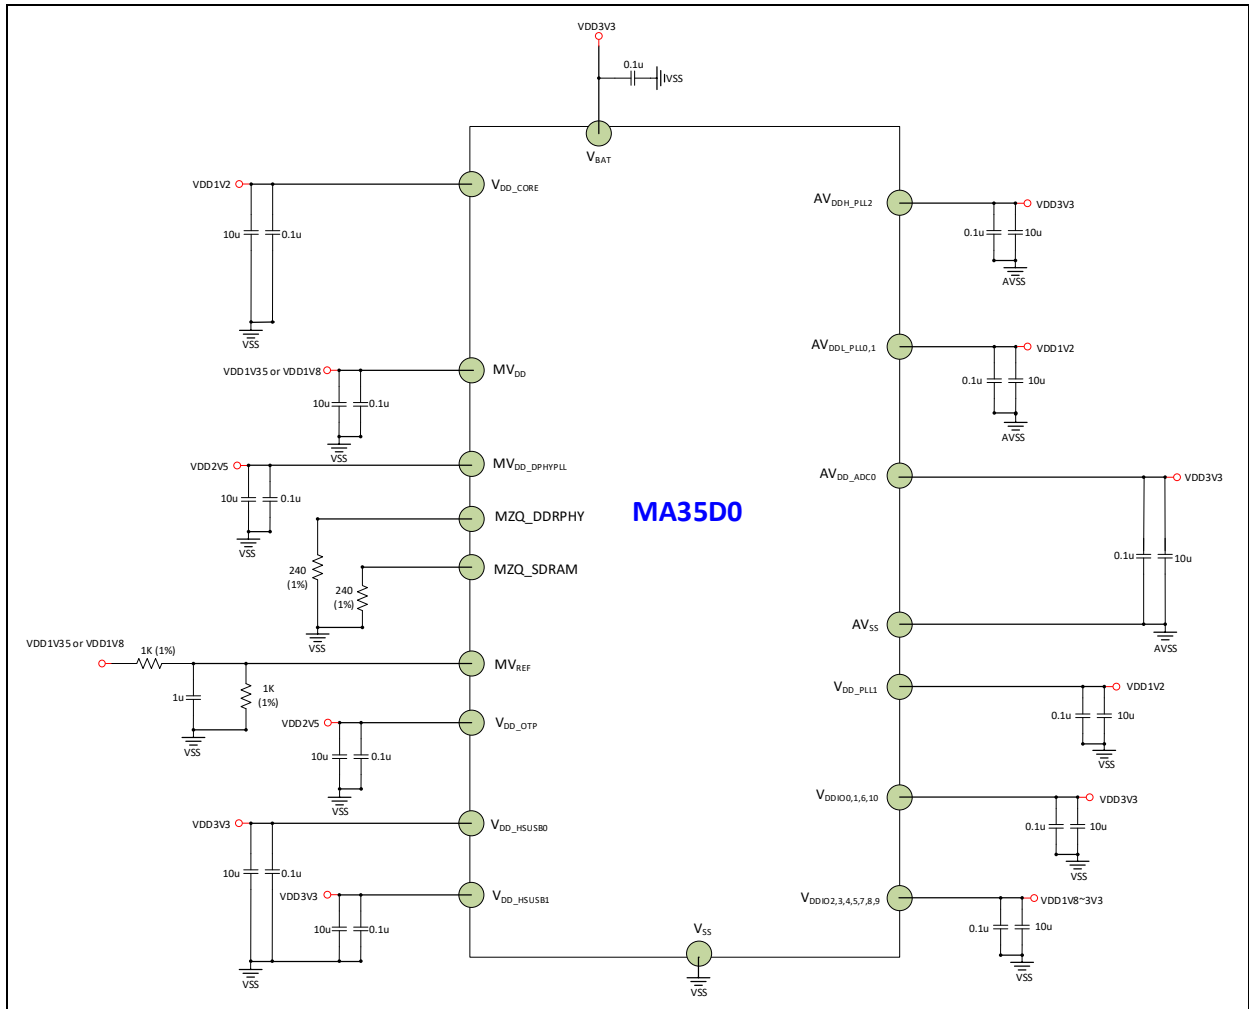 VDD3V3
0.1u
VSS
VBAT
VDD1V2
VDD_CORE
10u
0.1u
VSS
AVDDH_PLL2
VDD3V3
0.1u
10u
AVSS
VDD1V35 or VDD1V8
MVDD
10u
0.1u
VSS
AVDDL_PLL0,1
VDD1V2
0.1u
10u
AVSS
VDD2V5
MVDD_DPHYPLL
10u
0.1u
VSS
AVDD_ADC0
VDD3V3
0.1u
10u
MA35D0
MZQ_DDRPHY
240
(1%)
MZQ_SDRAM
240
(1%)
VSS
AVSS
AVSS
VDD1V35 or VDD1V8
1K (1%)
MVREF
1u
1K
(1%)
VSS
VDD_PLL1
VDD1V2
0.1u
10u
VSS
VDD2V5
VDD_OTP
10u
0.1u
VSS
VDDIO0,1,6,10
VDD3V3
0.1u
10u
VSS
VDD3V3
VDD_HSUSB0
10u
0.1u
VDD3V3
VDD_HSUSB1
10u
0.1u
VSS
VDDIO2,3,4,5,7,8,9
VDD1V8~3V3
0.1u
10u
VSS
VSS
VSS